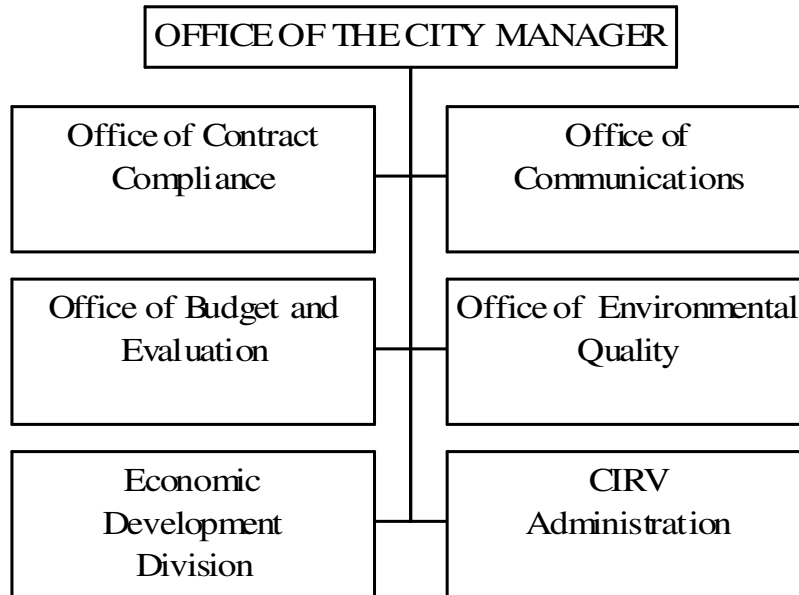 OFFICE OF THE CITY MANAGER
Office of Contract
Compliance
Office of
Communications
Office of Budget and
Evaluation
Office of Environmental
Quality
Economic
Development
Division
CIRV
Administration